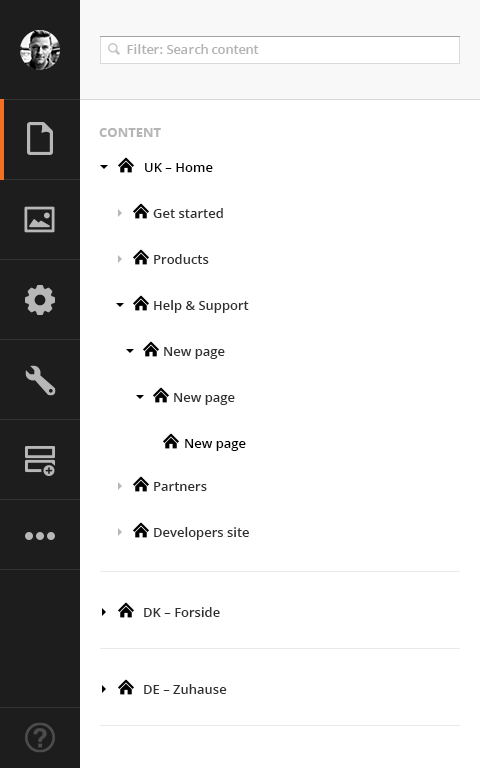 Filter: Search content
CONTENT
UK – Home
Get started
Products
Help & Support
New page
New page
New page
Partners
Developers site
DK – Forside
DE – Zuhause
?